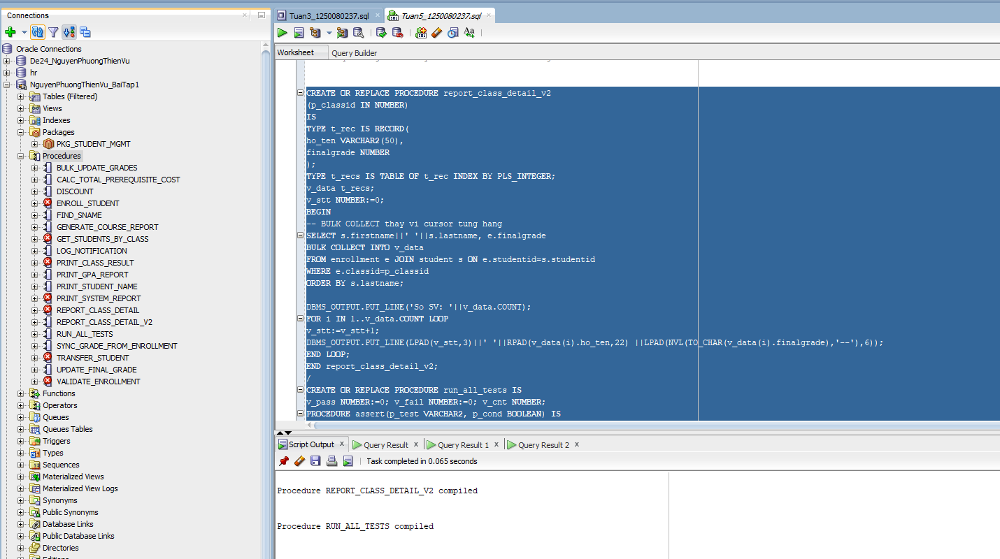 Connections
Oracle Connections
De24_NguyenPhuongThienVu
hr
NguyenPhuongThienVu_BaiTap1
Tables (Filtered)
Views
Indexes
Packages
PKG_STUDENT_MGMT
Procedures
BULK_UPDATE_GRADES
CALC_TOTAL_PREREQUISITE_COST
DISCOUNT
ENROLL_STUDENT
FIND_SNAME
GENERATE_COURSE_REPORT
GET_STUDENTS_BY_CLASS
LOG_NOTIFICATION
PRINT_CLASS_RESULT
PRINT_GPA_REPORT
PRINT_STUDENT_NAME
PRINT_SYSTEM_REPORT
REPORT_CLASS_DETAIL
REPORT_CLASS_DETAIL_V2
RUN_ALL_TESTS
SYNC_GRADE_FROM_ENROLLMENT
TRANSFER_STUDENT
UPDATE_FINAL_GRADE
VALIDATE_ENROLLMENT
Functions
Operators
Queues
Queues Tables
Triggers
Types
Sequences
Materialized Views
Materialized View Logs
Synonyms
Public Synonyms
Database Links
Public Database Links
Directories
Editions
Tuan3_1250080237.sql
Tuan5_1250080237.sql
Worksheet
Query Builder
CREATE OR REPLACE PROCEDURE report_class_detail_v2
(p_classid IN NUMBER)
IS
TYPE t_rec IS RECORD(
ho_ten VARCHAR2(50),
finalgrade NUMBER
);
TYPE t_recs IS TABLE OF t_rec INDEX BY PLS_INTEGER;
v_data t_recs;
v_stt NUMBER:=0;
BEGIN
-- BULK COLLECT thay vi cursor tung hang
SELECT s.firstname||' '||s.lastname, e.finalgrade
BULK COLLECT INTO v_data
FROM enrollment e JOIN student s ON e.studentid=s.studentid
WHERE e.classid=p_classid
ORDER BY s.lastname;
DBMS_OUTPUT.PUT_LINE('So SV: '||v_data.COUNT);
FOR i IN 1..v_data.COUNT LOOP
v_stt:=v_stt+1;
DBMS_OUTPUT.PUT_LINE(LPAD(v_stt,3)||' '||RPAD(v_data(i).ho_ten,22) ||LPAD(NVL(TO_CHAR(v_data(i).finalgrade),'--'),6));
END LOOP;
END report_class_detail_v2;
/
CREATE OR REPLACE PROCEDURE run_all_tests IS
v_pass NUMBER:=0; v_fail NUMBER:=0; v_cnt NUMBER;
PROCEDURE assert(p_test VARCHAR2, p_cond BOOLEAN) IS
Script Output
Query Result
Query Result 1
Query Result 2
Task completed in 0.065 seconds
Procedure REPORT_CLASS_DETAIL_V2 compiled
Procedure RUN_ALL_TESTS compiled